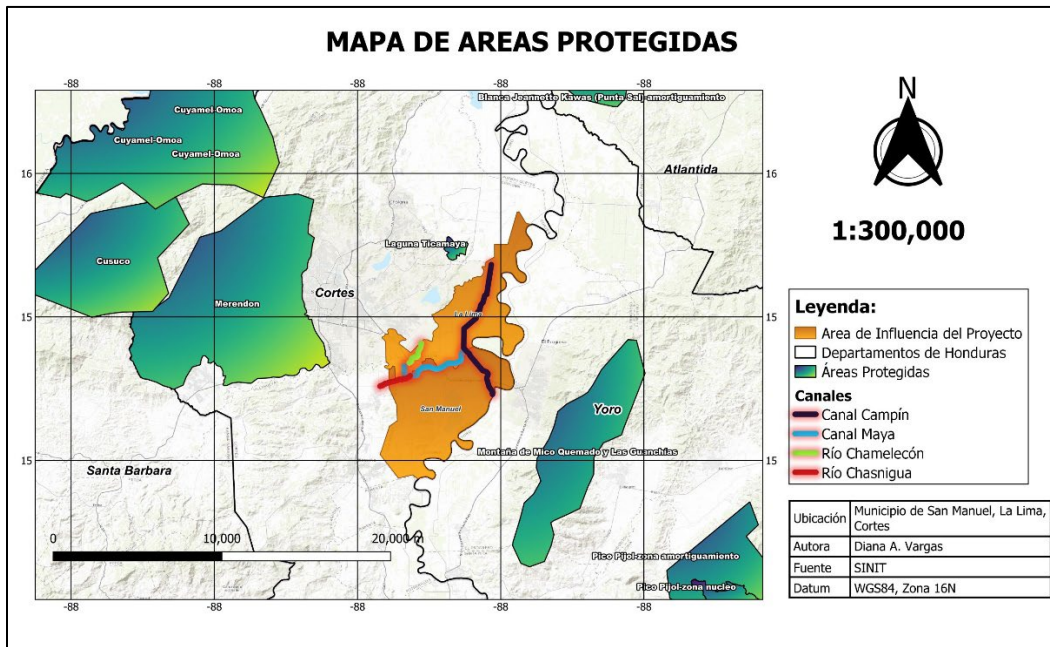 MAPA DE AREAS PROTEGIDAS
-88 -88 -88 -88 -88
Blanca Jeannette Kawas (Punta Sal)-amortiguamiento
Cuyamel-Omoa
Cuyamel-Omoa
Cuyamel-Omoa
16 16
Atlantida
Laguna Ticamaya
Cusuco
Merendon
Cortes
15 15
La Lima
San Manuel
Yoro
Montaña de Mico Quemado y Las Guanchias
15 15
Santa Barbara
0 10,000 20,000 m
Pico Pijol-zona amortiguamiento
Pico Pijol-zona nucleo
-88 -88 -88 -88 -88
N
1:300,000
Leyenda:
Area de Influencia del Proyecto
Departamentos de Honduras
Áreas Protegidas
Canales
Canal Campín
Canal Maya
Río Chamelecón
Río Chasnigua
Ubicación Municipio de San Manuel, La Lima,
Cortes
Autora Diana A. Vargas
Fuente SINIT
Datum WGS84, Zona 16N